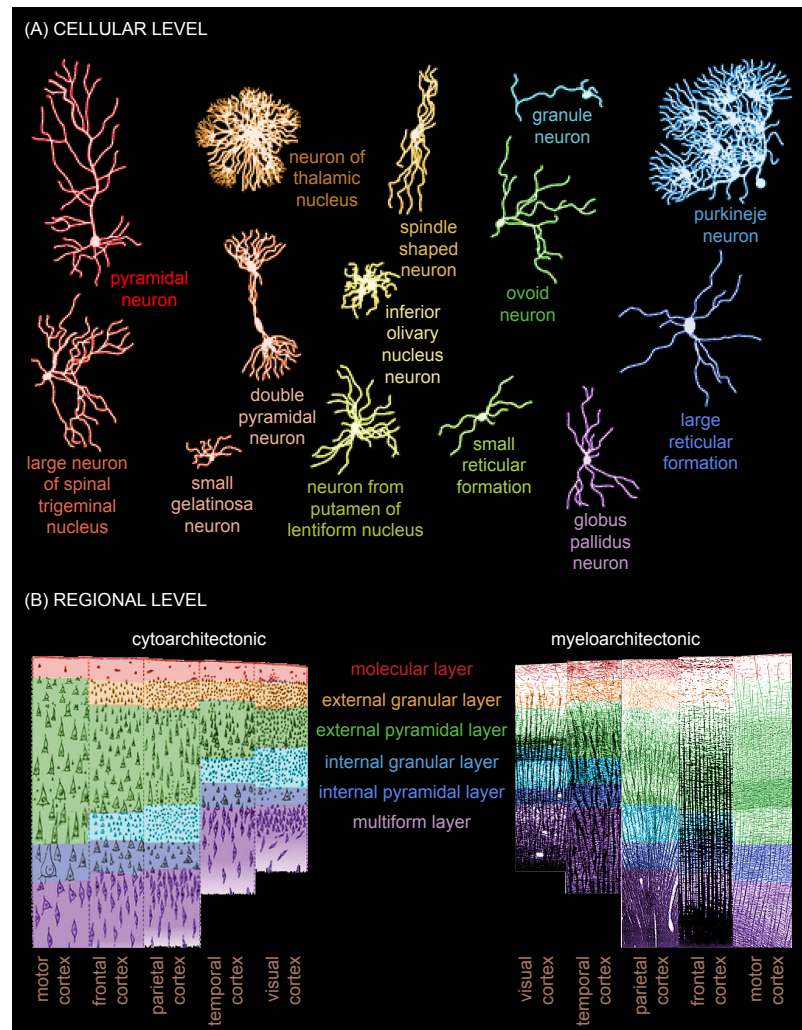 (A) CELLULAR LEVEL
pyramidal
neuron
neuron of
thalamic
nucleus
spindle
shaped
neuron
granule
neuron
ovoid
neuron
purkinje
neuron
large neuron
of spinal
trigeminal
nucleus
double
pyramidal
neuron
small
gelatinosa
neuron
inferior
olivary
nucleus
neuron
neuron from
putamen of
lentiform nucleus
small
reticular
formation
globus
pallidus
neuron
large
reticular
formation
(B) REGIONAL LEVEL
cytoarchitectonic
myeloarchitectonic
molecular layer
external granular layer
external pyramidal layer
internal granular layer
internal pyramidal layer
multiform layer
motor
cortex
frontal
cortex
parietal
cortex
temporal
cortex
visual
cortex
visual
cortex
temporal
cortex
parietal
cortex
frontal
cortex
motor
cortex